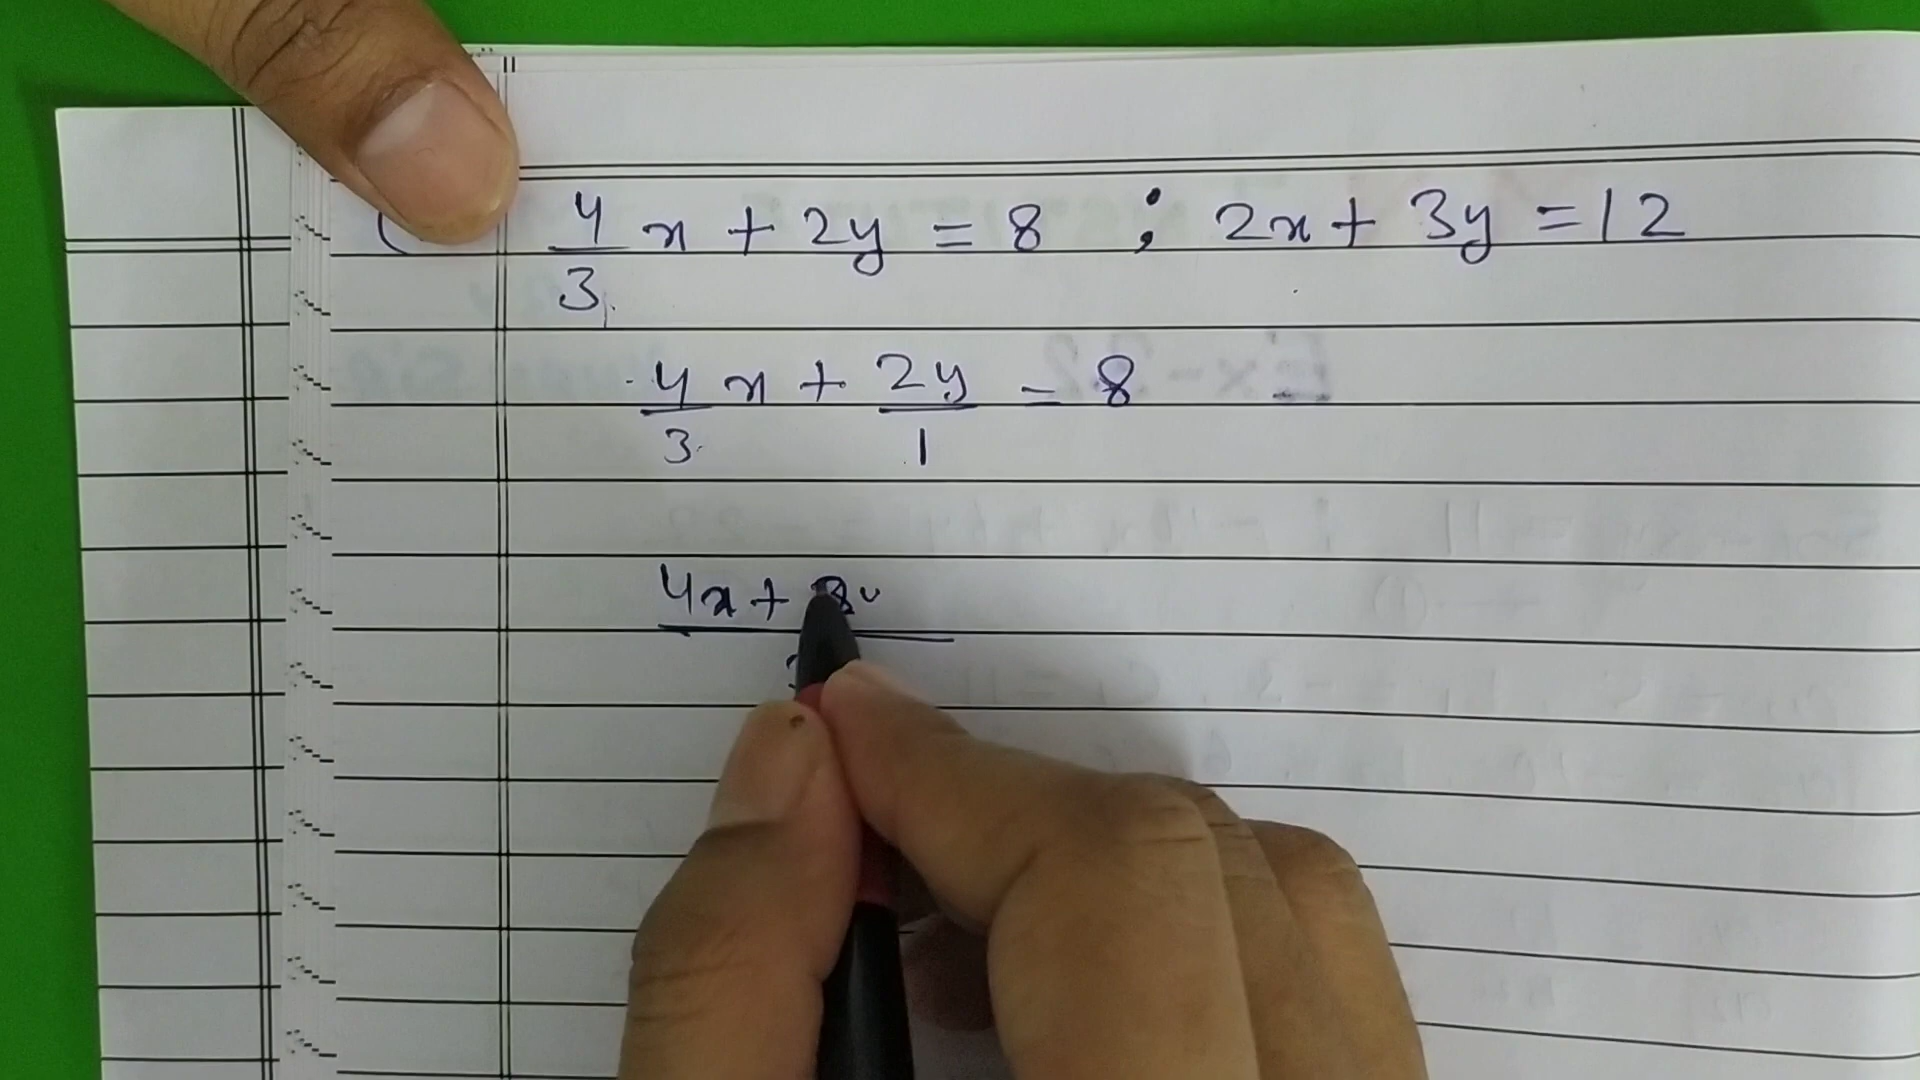 4/3 x + 2y = 8 ; 2x + 3y = 12
4/3 x + 2y/1 = 8
4x +